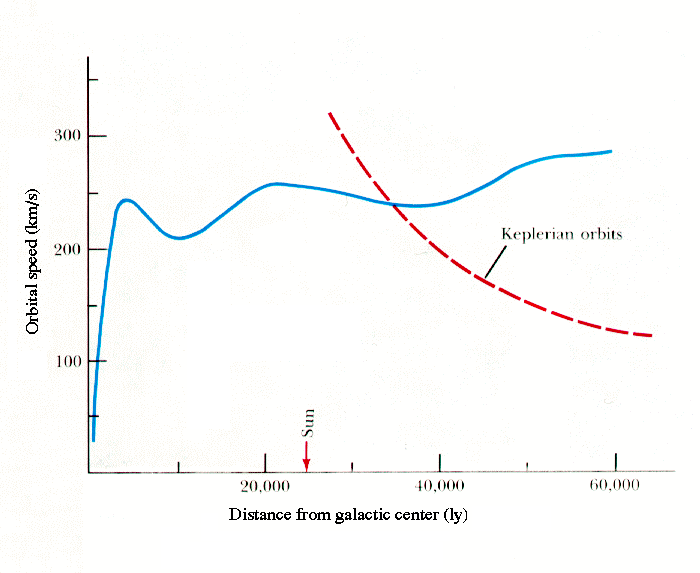 300
200
100
Orbital speed (km/s)
Keplerian orbits
Sun
20,000
40,000
60,000
Distance from galactic center (ly)